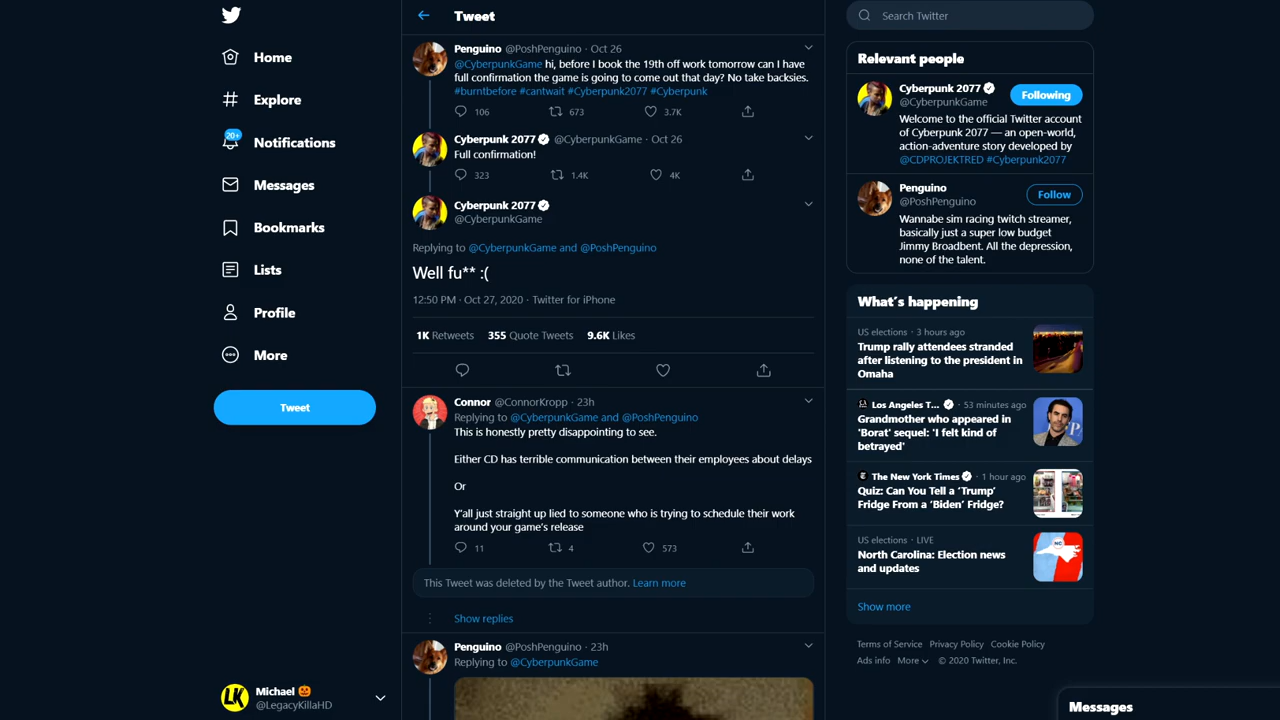 Home
Explore
20+
Notifications
Messages
Bookmarks
Lists
Profile
More
Tweet
LK
Michael 🎃
@LegacyKillaHD
Tweet
Penguino @PoshPenguino · Oct 26
@CyberpunkGame hi, before I book the 19th off work tomorrow can I have
full confirmation the game is going to come out that day? No take backsies.
#burntbefore #cantwait #Cyberpunk2077 #Cyberpunk
106 673 3.7K
Cyberpunk 2077 @CyberpunkGame · Oct 26
Full confirmation!
323 1.4K 4K
Cyberpunk 2077
@CyberpunkGame
Replying to @CyberpunkGame and @PoshPenguino
Well fu** :(
12:50 PM · Oct 27, 2020 · Twitter for iPhone
1K Retweets 355 Quote Tweets 9.6K Likes
Connor @ConnorKropp · 23h
Replying to @CyberpunkGame and @PoshPenguino
This is honestly pretty disappointing to see.
Either CD has terrible communication between their employees about delays
Or
Y'all just straight up lied to someone who is trying to schedule their work
around your game's release
11 4 573
This Tweet was deleted by the Tweet author. Learn more
Show replies
Penguino @PoshPenguino · 23h
Replying to @CyberpunkGame
Search Twitter
Relevant people
Cyberpunk 2077
@CyberpunkGame
Following
Welcome to the official Twitter account
of Cyberpunk 2077 — an open-world,
action-adventure story developed by
@CDPROJEKTRED #Cyberpunk2077
Penguino
@PoshPenguino
Follow
Wannabe sim racing twitch streamer,
basically just a super low budget
Jimmy Broadbent. All the depression,
none of the talent.
What's happening
US elections · 3 hours ago
Trump rally attendees stranded
after listening to the president in
Omaha
Los Angeles T... · 53 minutes ago
Grandmother who appeared in
'Borat' sequel: 'I felt kind of
betrayed'
The New York Times · 1 hour ago
Quiz: Can You Tell a 'Trump'
Fridge From a 'Biden' Fridge?
US elections · LIVE
North Carolina: Election news
and updates
NC
Show more
Terms of Service Privacy Policy Cookie Policy
Ads info More © 2020 Twitter, Inc.
Messages